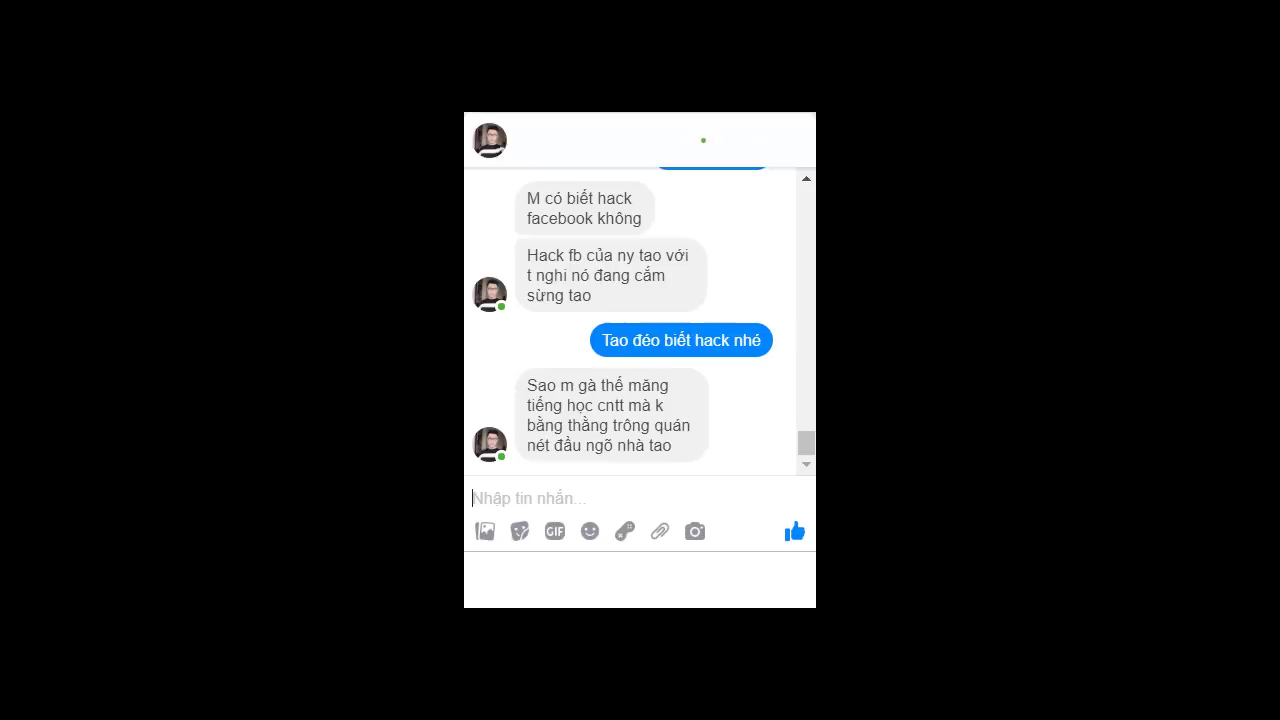 M có biết hack
facebook không
Hack fb của ny tao với
t nghi nó đang cắm
sừng tao
Tao đéo biết hack nhé
Sao m gà thế măng
tiếng học cntt mà k
bằng thằng trông quán
nét đầu ngõ nhà tao
Nhập tin nhắn...
GIF